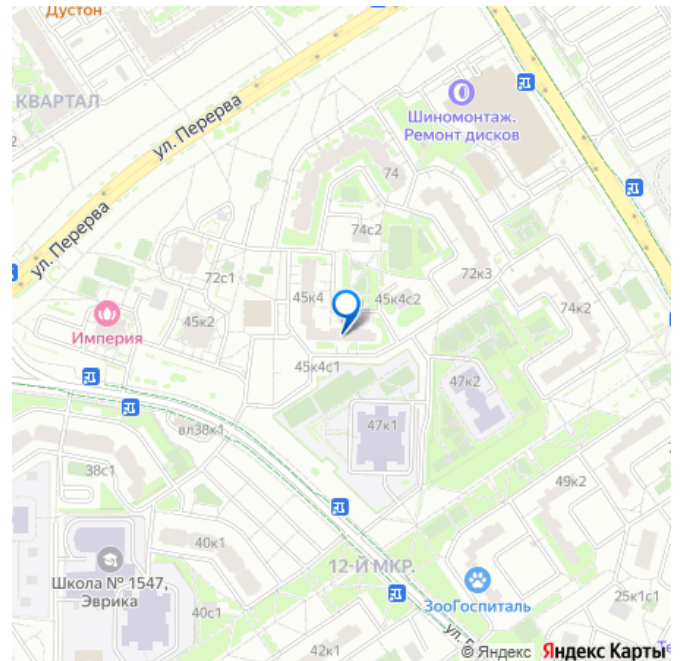 Дустон
КВАРТАЛ
ул. Перерва
Шиномонтаж.
Ремонт дисков
74
74с2
ул. Перерва
72с1
72к3
45к4
45к4с2
74к2
45к2
Империя
45к4с1
47к2
вл38к1
47к1
38с1
49к2
40к1
12-Й МКР.
Школа № 1547,
Эврика
ЗооГоспиталь
40с1
25к1с1
42к1
ул.
© Яндекс Яндекс Карты